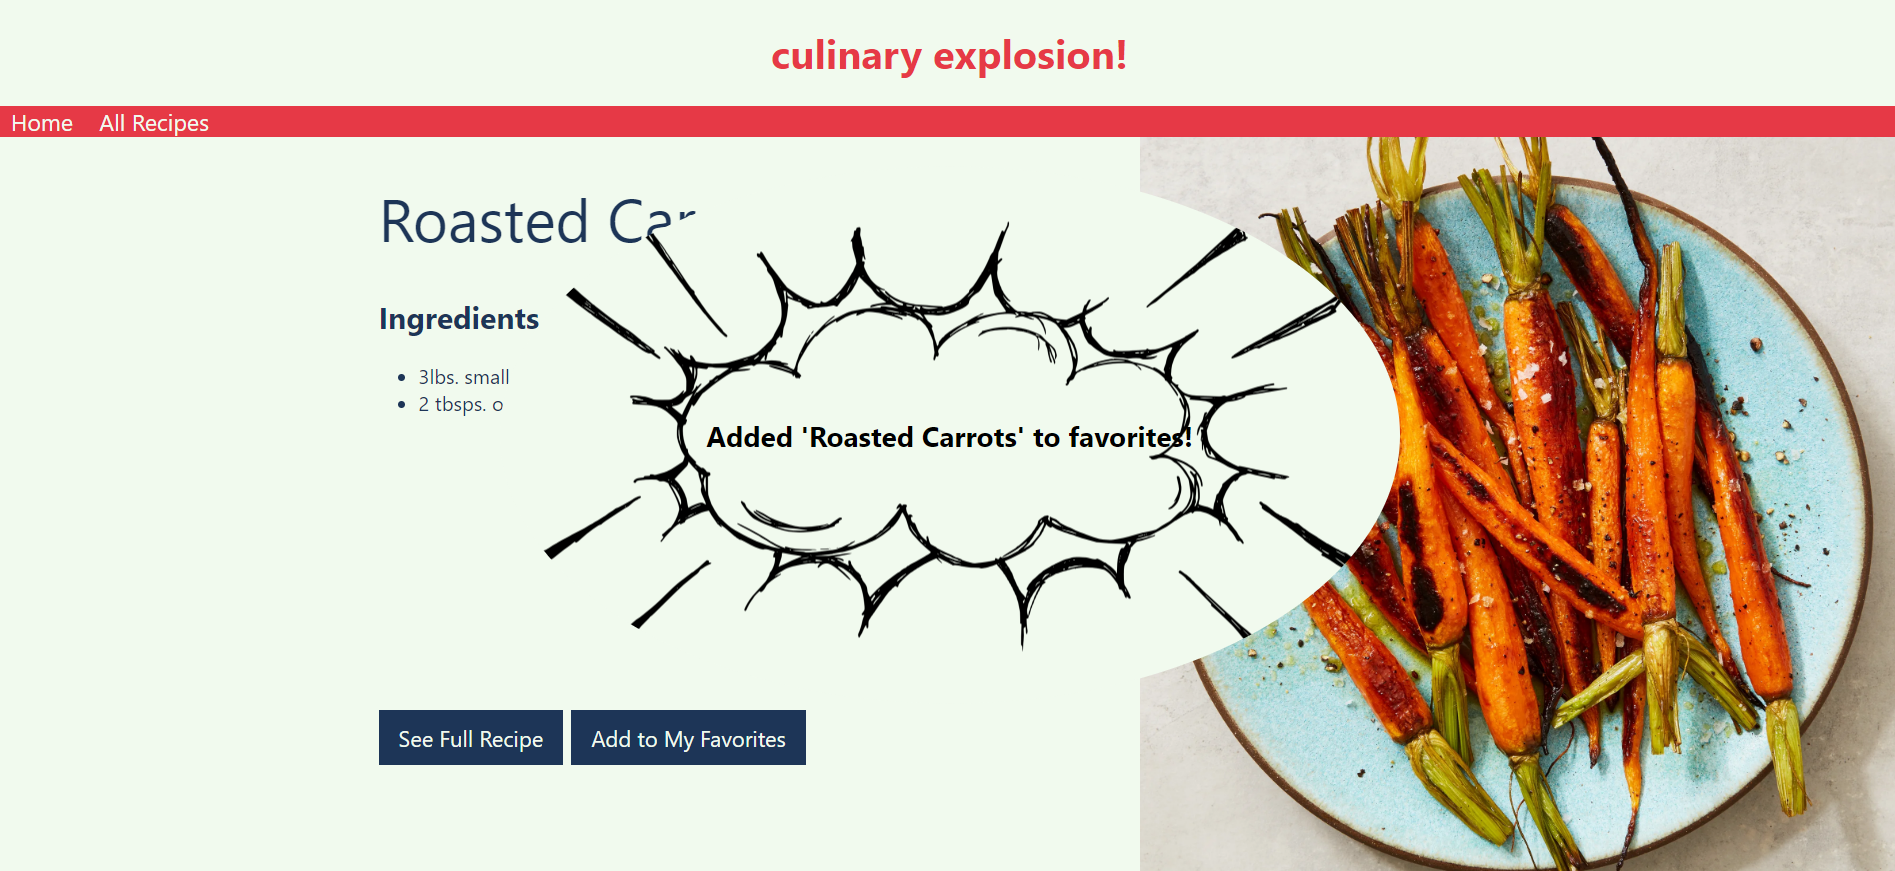 culinary explosion!
Home All Recipes
Roasted Car
Ingredients
3lbs. small
2 tbsps. o
Added 'Roasted Carrots' to favorites!
See Full Recipe Add to My Favorites